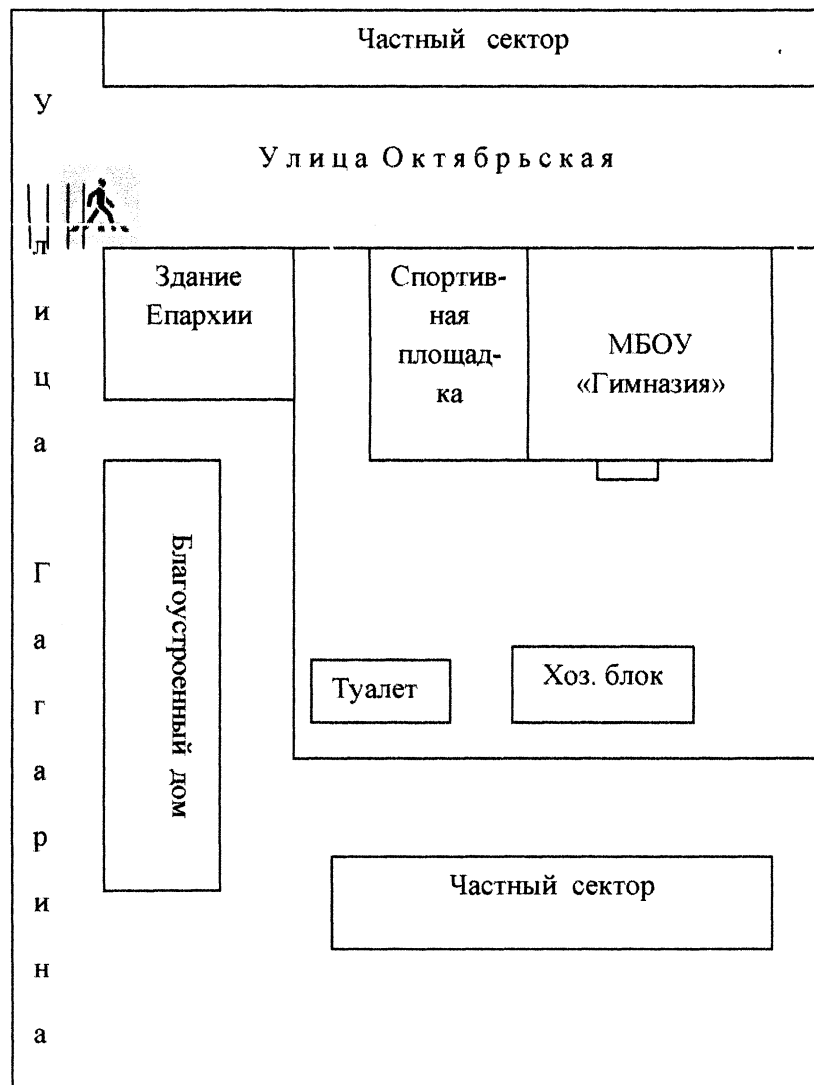 Частный сектор
Улица Октябрьская
Улица Гагарина
Здание
Епархии
Спортив-
ная
площад-
ка
МБОУ
«Гимназия»
Благоустроенный дом
Туалет
Хоз. блок
Частный сектор